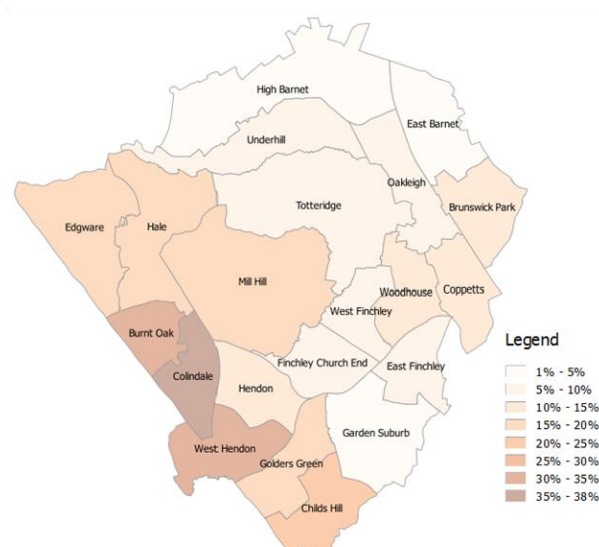 High Barnet
East Barnet
Underhill
Oakleigh
Totteridge
Brunswick Park
Edgware
Hale
Mill Hill
Woodhouse
Coppetts
West Finchley
Burnt Oak
Finchley Church End
East Finchley
Colindale
Hendon
Garden Suburb
West Hendon
Golders Green
Childs Hill
Legend
1% - 5%
5% - 10%
10% - 15%
15% - 20%
20% - 25%
25% - 30%
30% - 35%
35% - 38%